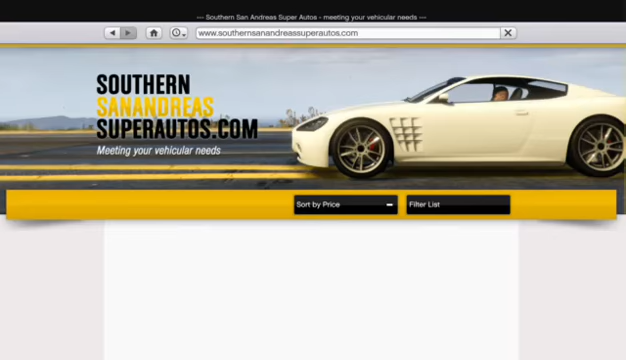 --- Southern San Andreas Super Autos - meeting your vehicular needs ---
www.southernsanandreassuperautos.com
SOUTHERN
SANANDREAS
SUPERAUTOS.COM
Meeting your vehicular needs
Sort by Price
Filter List